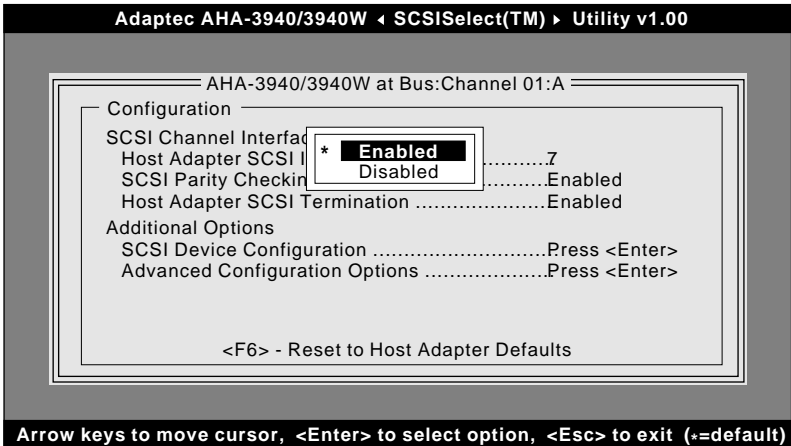 Adaptec AHA-3940/3940W ◂ SCSISelect(TM) ▸ Utility v1.00
AHA-3940/3940W at Bus:Channel 01:A
Configuration
SCSI Channel Interfac
Host Adapter SCSI I ...........7
SCSI Parity Checkin ...........Enabled
Host Adapter SCSI Termination ......................Enabled
* Enabled
Disabled
Additional Options
SCSI Device Configuration .............................Press <Enter>
Advanced Configuration Options ....................Press <Enter>
<F6> - Reset to Host Adapter Defaults
Arrow keys to move cursor, <Enter> to select option, <Esc> to exit (*=default)